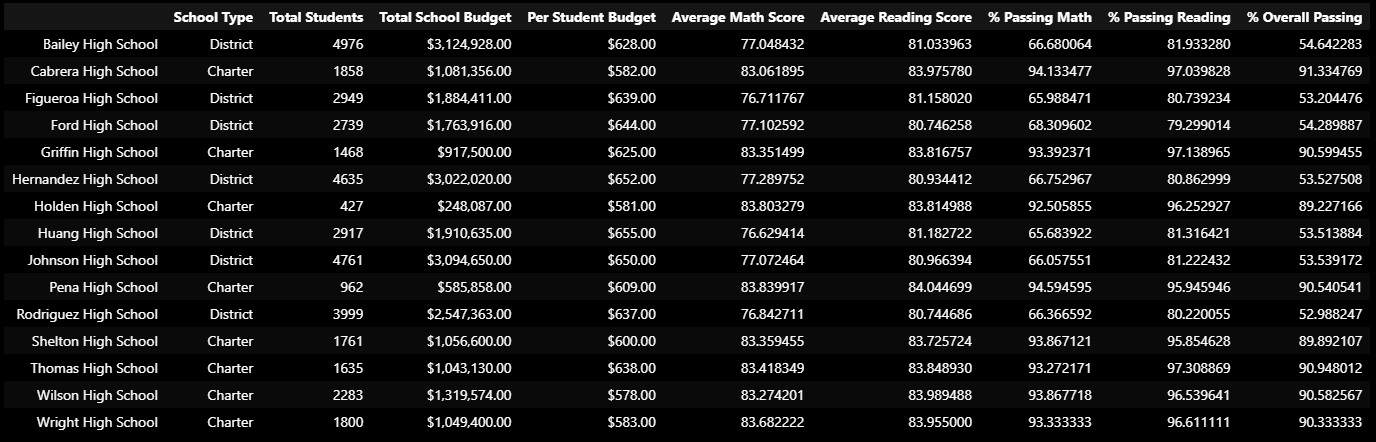 School Type Total Students Total School Budget Per Student Budget Average Math Score Average Reading Score % Passing Math % Passing Reading % Overall Passing
Bailey High School District 4976 $3,124,928.00 $628.00 77.048432 81.033963 66.680064 81.933280 54.642283
Cabrera High School Charter 1858 $1,081,356.00 $582.00 83.061895 83.975780 94.133477 97.039828 91.334769
Figueroa High School District 2949 $1,884,411.00 $639.00 76.711767 81.158020 65.988471 80.739234 53.204476
Ford High School District 2739 $1,763,916.00 $644.00 77.102592 80.746258 68.309602 79.299014 54.289887
Griffin High School Charter 1468 $917,500.00 $625.00 83.351499 83.816757 93.392371 97.138965 90.599455
Hernandez High School District 4635 $3,022,020.00 $652.00 77.289752 80.934412 66.752967 80.862999 53.527508
Holden High School Charter 427 $248,087.00 $581.00 83.803279 83.814988 92.505855 96.252927 89.227166
Huang High School District 2917 $1,910,635.00 $655.00 76.629414 81.182722 65.683922 81.316421 53.513884
Johnson High School District 4761 $3,094,650.00 $650.00 77.072464 80.966394 66.057551 81.222432 53.539172
Pena High School Charter 962 $585,858.00 $609.00 83.839917 84.044699 94.594595 95.945946 90.540541
Rodriguez High School District 3999 $2,547,363.00 $637.00 76.842711 80.744686 66.366592 80.220055 52.988247
Shelton High School Charter 1761 $1,056,600.00 $600.00 83.359455 83.725724 93.867121 95.854628 89.892107
Thomas High School Charter 1635 $1,043,130.00 $638.00 83.418349 83.848930 93.272171 97.308869 90.948012
Wilson High School Charter 2283 $1,319,574.00 $578.00 83.274201 83.989488 93.867718 96.539641 90.582567
Wright High School Charter 1800 $1,049,400.00 $583.00 83.682222 83.955000 93.333333 96.611111 90.333333